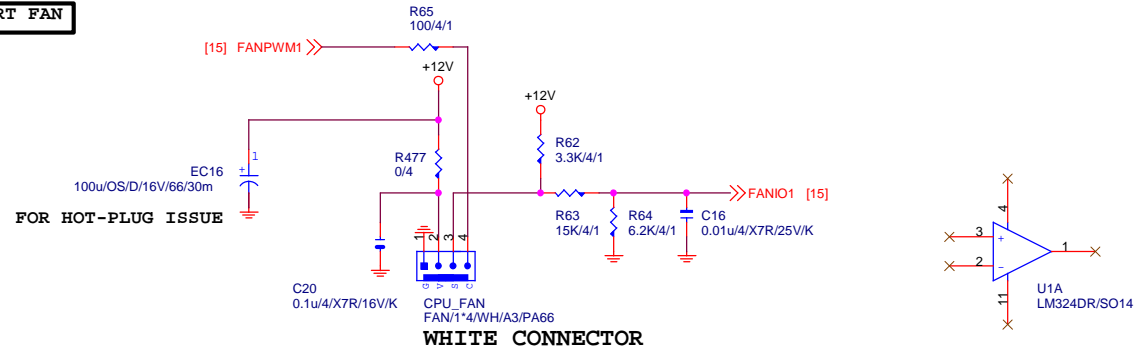 RT FAN
R65
100/4/1
[15] FANPWM1
+12V
+12V
R62
3.3K/4/1
R477
0/4
EC16
100u/OS/D/16V/66/30m
1
+
FOR HOT-PLUG ISSUE
FANIO1 [15]
R63
15K/4/1
R64
6.2K/4/1
C16
0.01u/4/X7R/25V/K
1 2 3 4
G V S C
C20
0.1u/4/X7R/16V/K
CPU_FAN
FAN/1*4/WH/A3/PA66
WHITE CONNECTOR
4
3
+
1
2
-
11
U1A
LM324DR/SO14